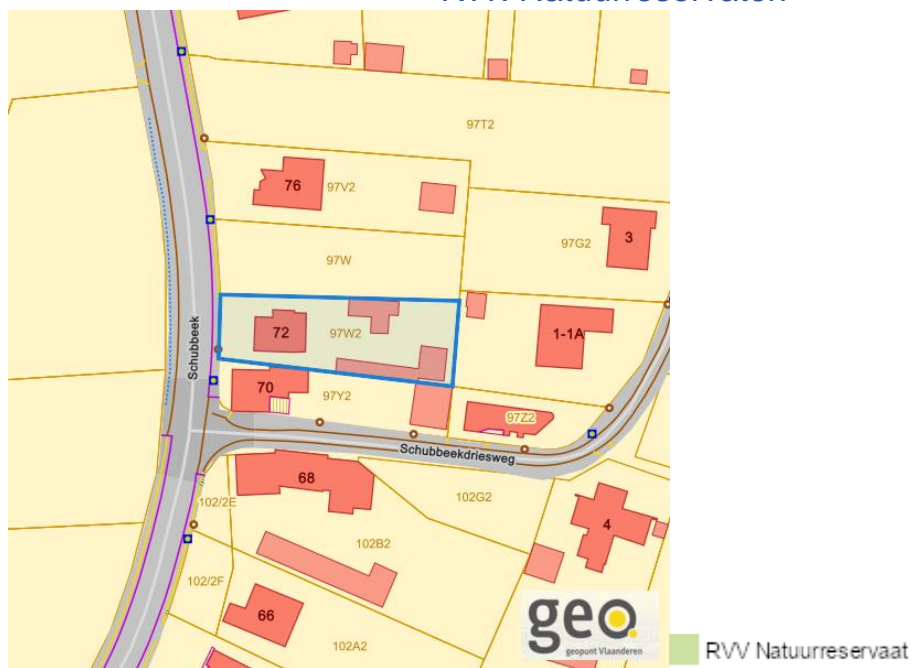 97T2
76
97V2
97G2
3
97W
Schubbeek
72
97W2
1-1A
70
97Y2
97Z2
Schubbeekdriesweg
68
102G2
102/2E
4
102B2
102/2F
66
102A2
geo.
geopunt Vlaanderen
RVV Natuurreservaat